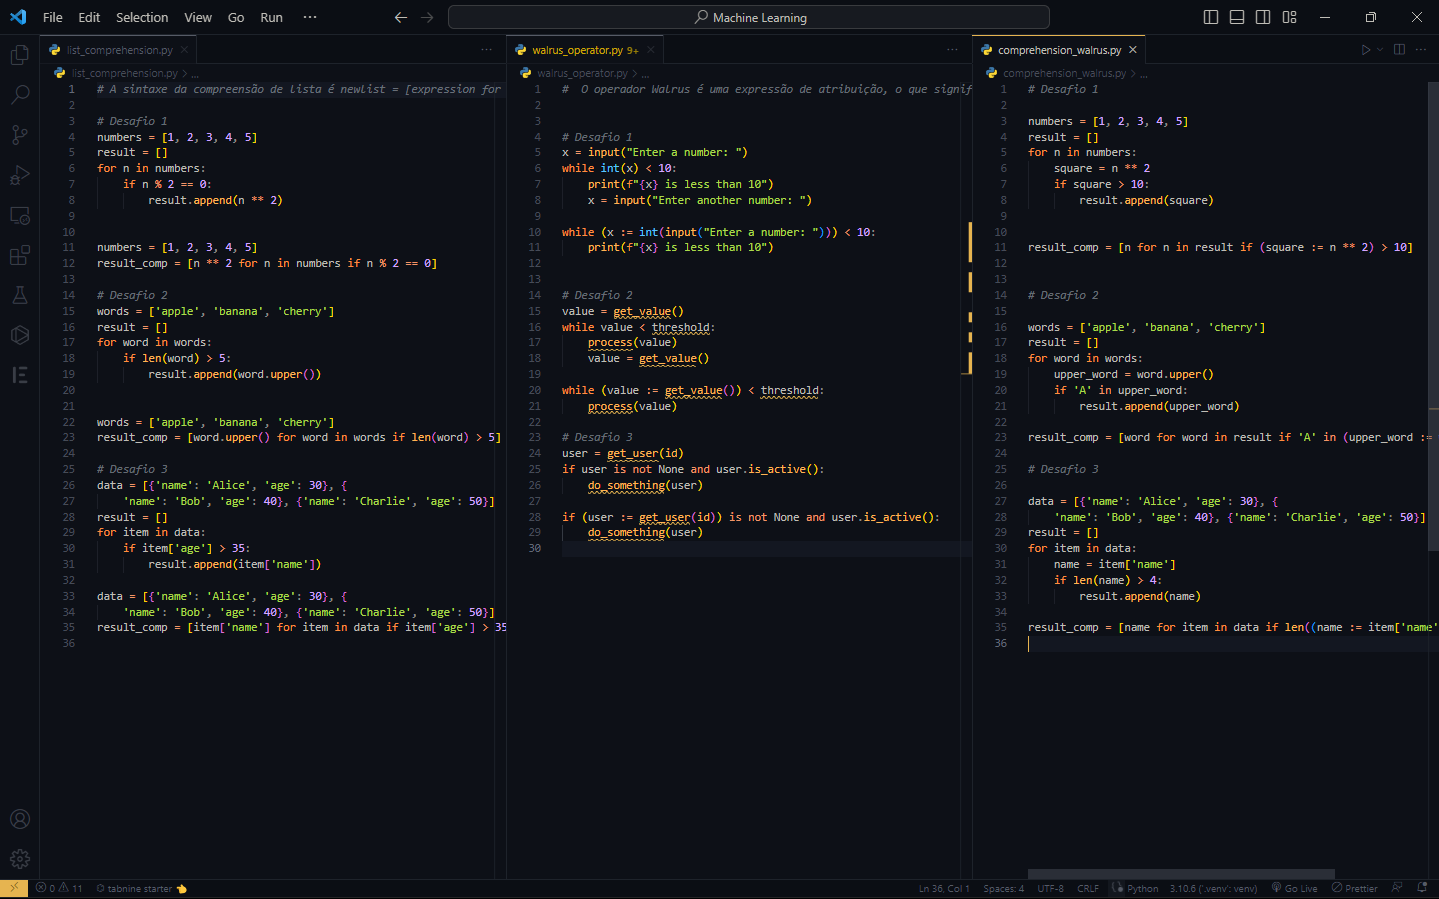 File Edit Selection View Go Run ···
Machine Learning
list_comprehension.py
list_comprehension.py > ...
1 # A sintaxe da compreensão de lista é newlist = [expression for
2
3 # Desafio 1
4 numbers = [1, 2, 3, 4, 5]
5 result = []
6 for n in numbers:
7 if n % 2 == 0:
8 result.append(n ** 2)
9
10
11 numbers = [1, 2, 3, 4, 5]
12 result_comp = [n ** 2 for n in numbers if n % 2 == 0]
13
14 # Desafio 2
15 words = ['apple', 'banana', 'cherry']
16 result = []
17 for word in words:
18 if len(word) > 5:
19 result.append(word.upper())
20
21
22 words = ['apple', 'banana', 'cherry']
23 result_comp = [word.upper() for word in words if len(word) > 5]
24
25 # Desafio 3
26 data = [{'name': 'Alice', 'age': 30}, {
27 'name': 'Bob', 'age': 40}, {'name': 'Charlie', 'age': 50}]
28 result = []
29 for item in data:
30 if item['age'] > 35:
31 result.append(item['name'])
32
33 data = [{'name': 'Alice', 'age': 30}, {
34 'name': 'Bob', 'age': 40}, {'name': 'Charlie', 'age': 50}]
35 result_comp = [item['name'] for item in data if item['age'] > 35
36
walrus_operator.py 9+
walrus_operator.py > ...
1 # O operador Walrus é uma expressão de atribuição, o que signif
2
3
4 # Desafio 1
5 x = input("Enter a number: ")
6 while int(x) < 10:
7 print(f"{x} is less than 10")
8 x = input("Enter another number: ")
9
10 while (x := int(input("Enter a number: "))) < 10:
11 print(f"{x} is less than 10")
12
13
14 # Desafio 2
15 value = get_value()
16 while value < threshold:
17 process(value)
18 value = get_value()
19
20 while (value := get_value()) < threshold:
21 process(value)
22
23 # Desafio 3
24 user = get_user(id)
25 if user is not None and user.is_active():
26 do_something(user)
27
28 if (user := get_user(id)) is not None and user.is_active():
29 do_something(user)
30
comprehension_walrus.py
comprehension_walrus.py > ...
1 # Desafio 1
2
3 numbers = [1, 2, 3, 4, 5]
4 result = []
5 for n in numbers:
6 square = n ** 2
7 if square > 10:
8 result.append(square)
9
10
11 result_comp = [n for n in result if (square := n ** 2) > 10]
12
13
14 # Desafio 2
15
16 words = ['apple', 'banana', 'cherry']
17 result = []
18 for word in words:
19 upper_word = word.upper()
20 if 'A' in upper_word:
21 result.append(upper_word)
22
23 result_comp = [word for word in result if 'A' in (upper_word :=
24
25 # Desafio 3
26
27 data = [{'name': 'Alice', 'age': 30}, {
28 'name': 'Bob', 'age': 40}, {'name': 'Charlie', 'age': 50}]
29 result = []
30 for item in data:
31 name = item['name']
32 if len(name) > 4:
33 result.append(name)
34
35 result_comp = [name for item in data if len((name := item['name'
36
0 11 tabnine starter Ln 36, Col 1 Spaces: 4 UTF-8 CRLF Python 3.10.6 ('.venv': venv) Go Live Prettier